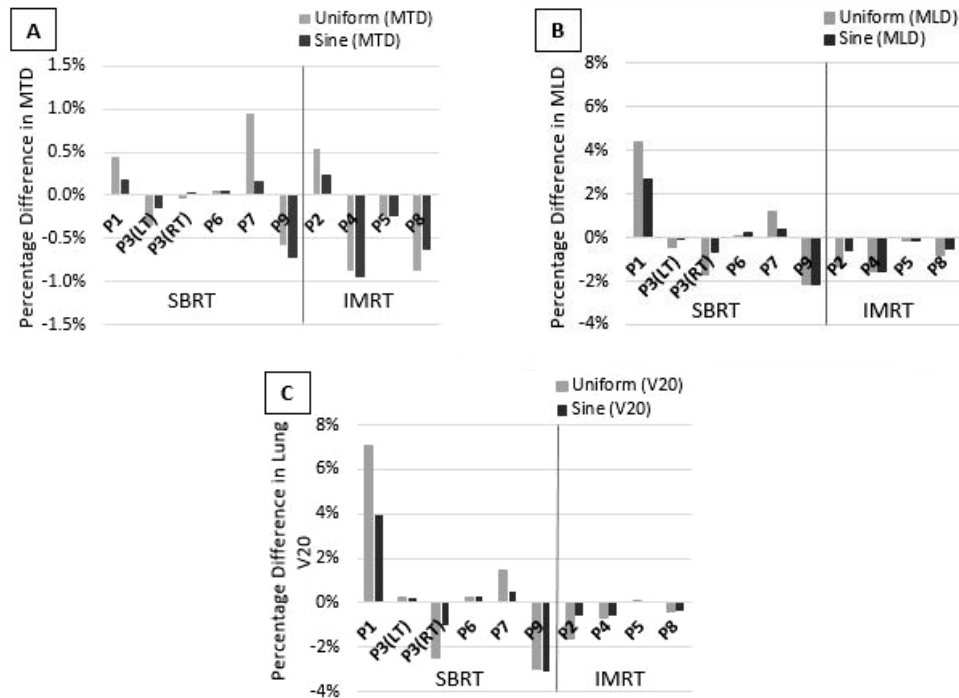 A
Uniform (MTD)
Sine (MTD)
Percentage Difference in MTD
1.5%
1.0%
0.5%
0.0%
-0.5%
-1.0%
-1.5%
P1
P3(LT)
P3(RT)
P6
P7
P9
P2
P4
P5
P8
SBRT
IMRT
B
Uniform (MLD)
Sine (MLD)
Percentage Difference in MLD
8%
6%
4%
2%
0%
-2%
-4%
P1
P3(LT)
P3(RT)
P6
P7
P9
P2
P4
P5
P8
SBRT
IMRT
C
Uniform (V20)
Sine (V20)
Percentage Difference in Lung
V20
8%
6%
4%
2%
0%
-2%
-4%
P1
P3(LT)
P3(RT)
P6
P7
P9
P2
P4
P5
P8
SBRT
IMRT